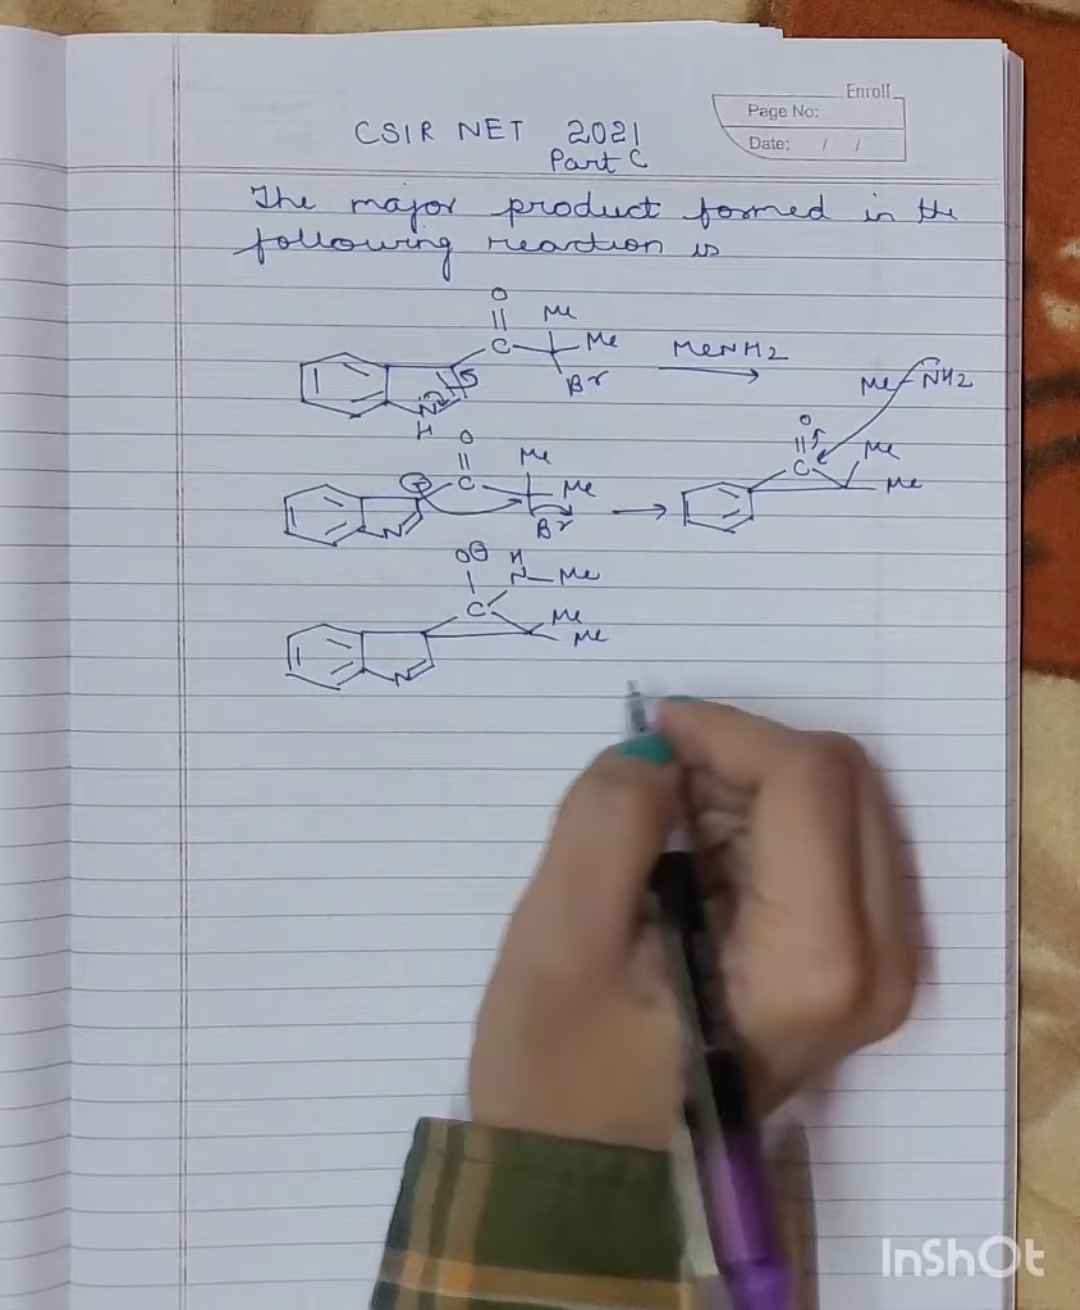 Enroll
Page No:
Date: / /
CSIR NET 2021
Part C
The major product formed in the
following reaction is
O
C
Me
Me
Br
N
H
MeNH2
Me-NH2
O
C
Me
Me
Br
N
O
C
Me
Me
O⊖
H
N-Me
C
Me
Me
N
InShOt